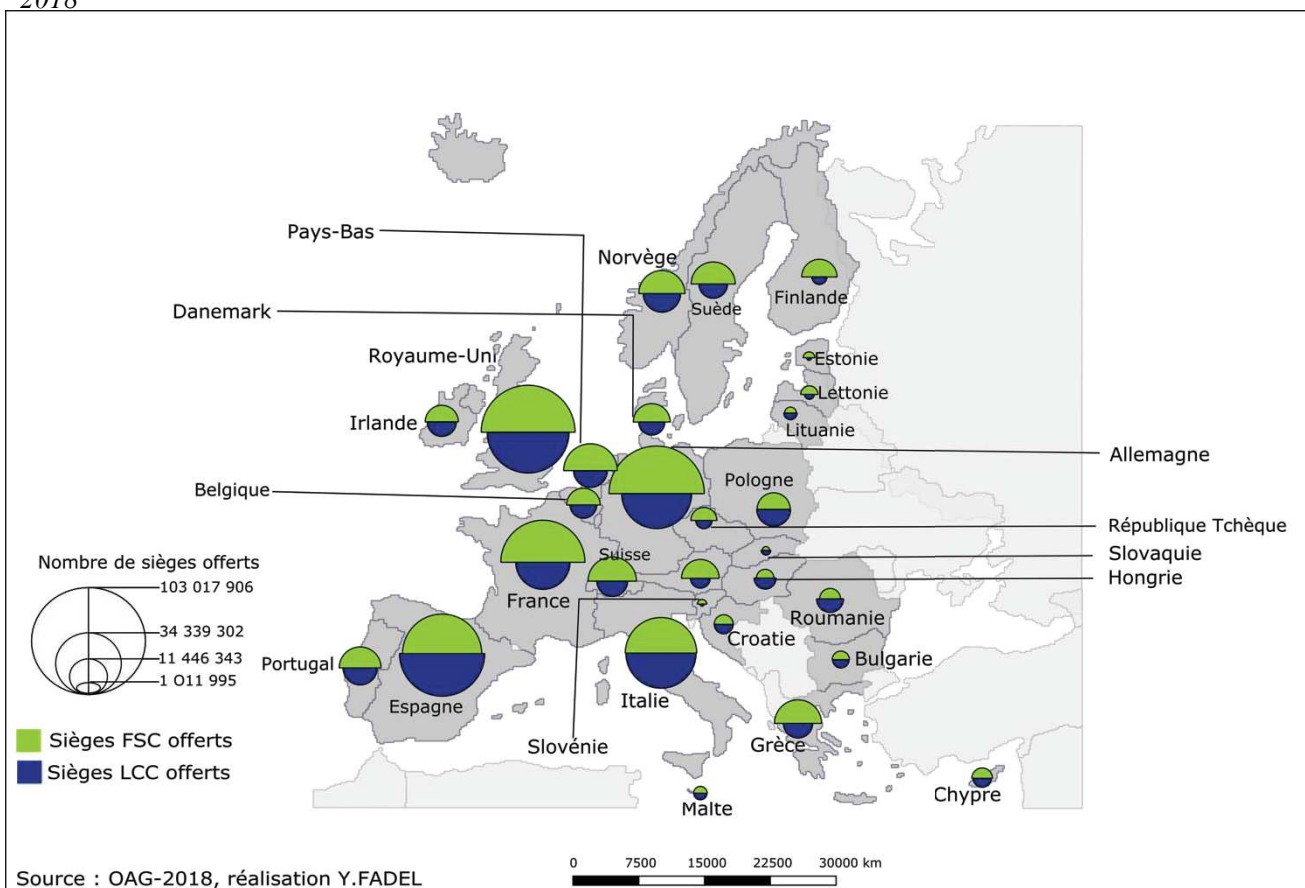 2018
Pays-Bas
Norvège
Suède
Finlande
Danemark
Royaume-Uni
Estonie
Lettonie
Lituanie
Irlande
Allemagne
Pologne
Belgique
République Tchèque
Slovaquie
Hongrie
Suisse
France
Roumanie
Croatie
Bulgarie
Portugal
Espagne
Italie
Slovénie
Grèce
Malte
Chypre
Nombre de sièges offerts
103 017 906
34 339 302
11 446 343
1 O11 995
Sièges FSC offerts
Sièges LCC offerts
0 7500 15000 22500 30000 km
Source : OAG-2018, réalisation Y.FADEL